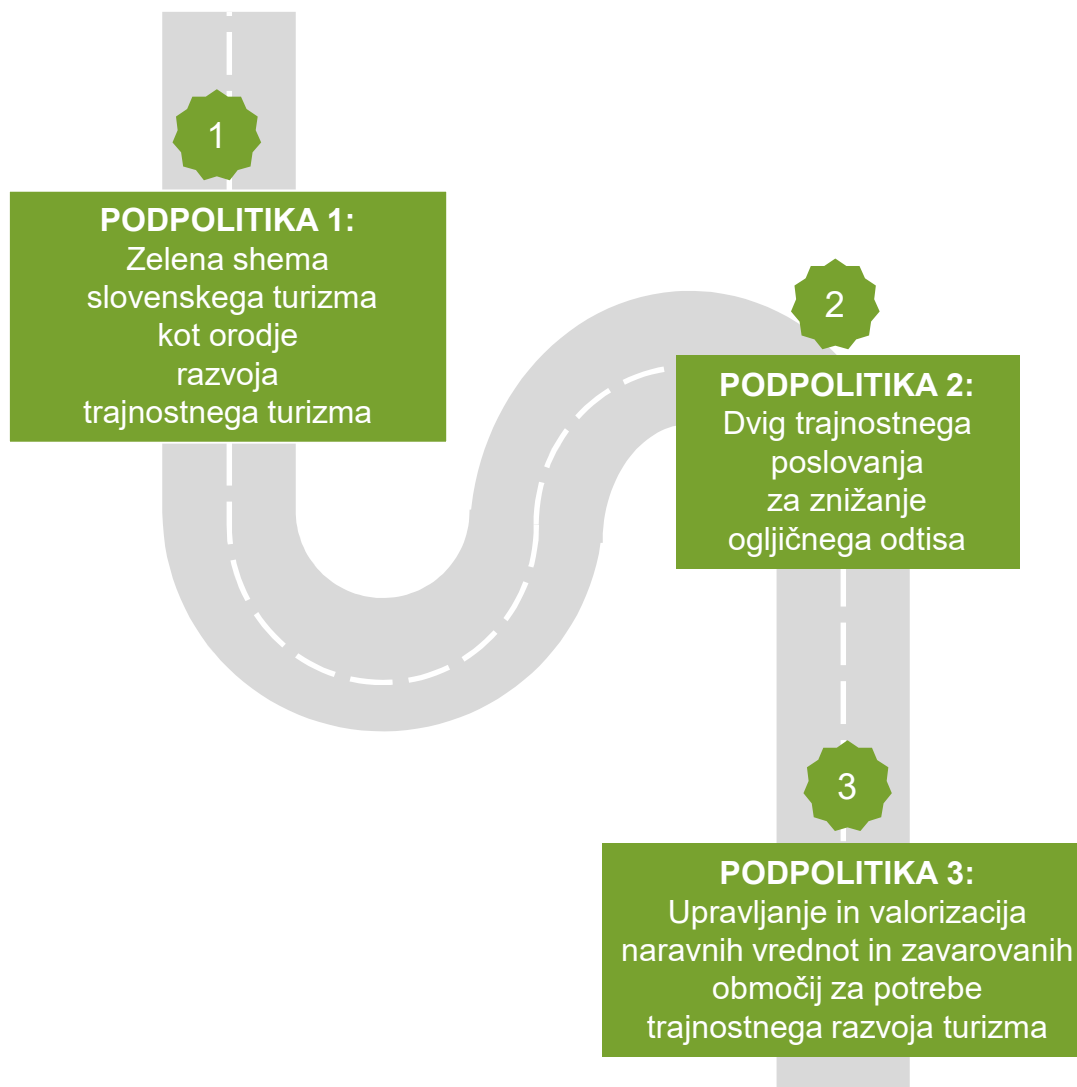 1
PODPOLITIKA 1:
Zelena shema
slovenskega turizma
kot orodje
razvoja
trajnostnega turizma
2
PODPOLITIKA 2:
Dvig trajnostnega
poslovanja
za znižanje
ogljičnega odtisa
3
PODPOLITIKA 3:
Upravljanje in valorizacija
naravnih vrednot in zavarovanih
območij za potrebe
trajnostnega razvoja turizma